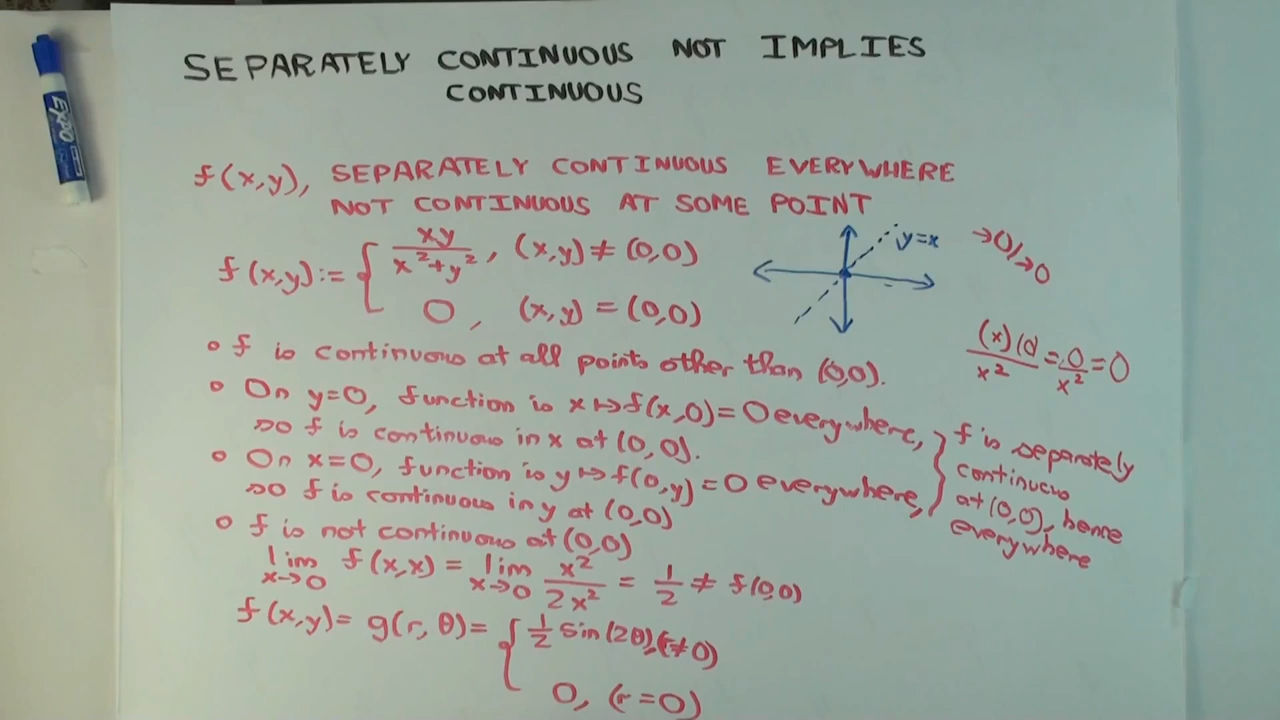 SEPARATELY CONTINUOUS NOT IMPLIES
CONTINUOUS
EXPO
f(x,y), SEPARATELY CONTINUOUS EVERYWHERE
NOT CONTINUOUS AT SOME POINT
f(x,y) := { xy / x²+y², (x,y) ≠ (0,0)
0, (x,y) = (0,0)
y=x
→0/→0
(x)(0)/x² = 0/x² = 0
∘ f is continuous at all points other than (0,0).
∘ On y=0, function is x↦f(x,0)=0 everywhere,
so f is continuous in x at (0,0).
∘ On x=0, function is y↦f(0,y)=0 everywhere,
so f is continuous in y at (0,0)
} f is separately
continuous
at (0,0), hence
everywhere
∘ f is not continuous at (0,0)
lim x→0 f(x,x) = lim x→0 x²/2x² = 1/2 ≠ f(0,0)
f(x,y) = g(r,θ) = { 1/2 sin(2θ), (r≠0)
0, (r=0)